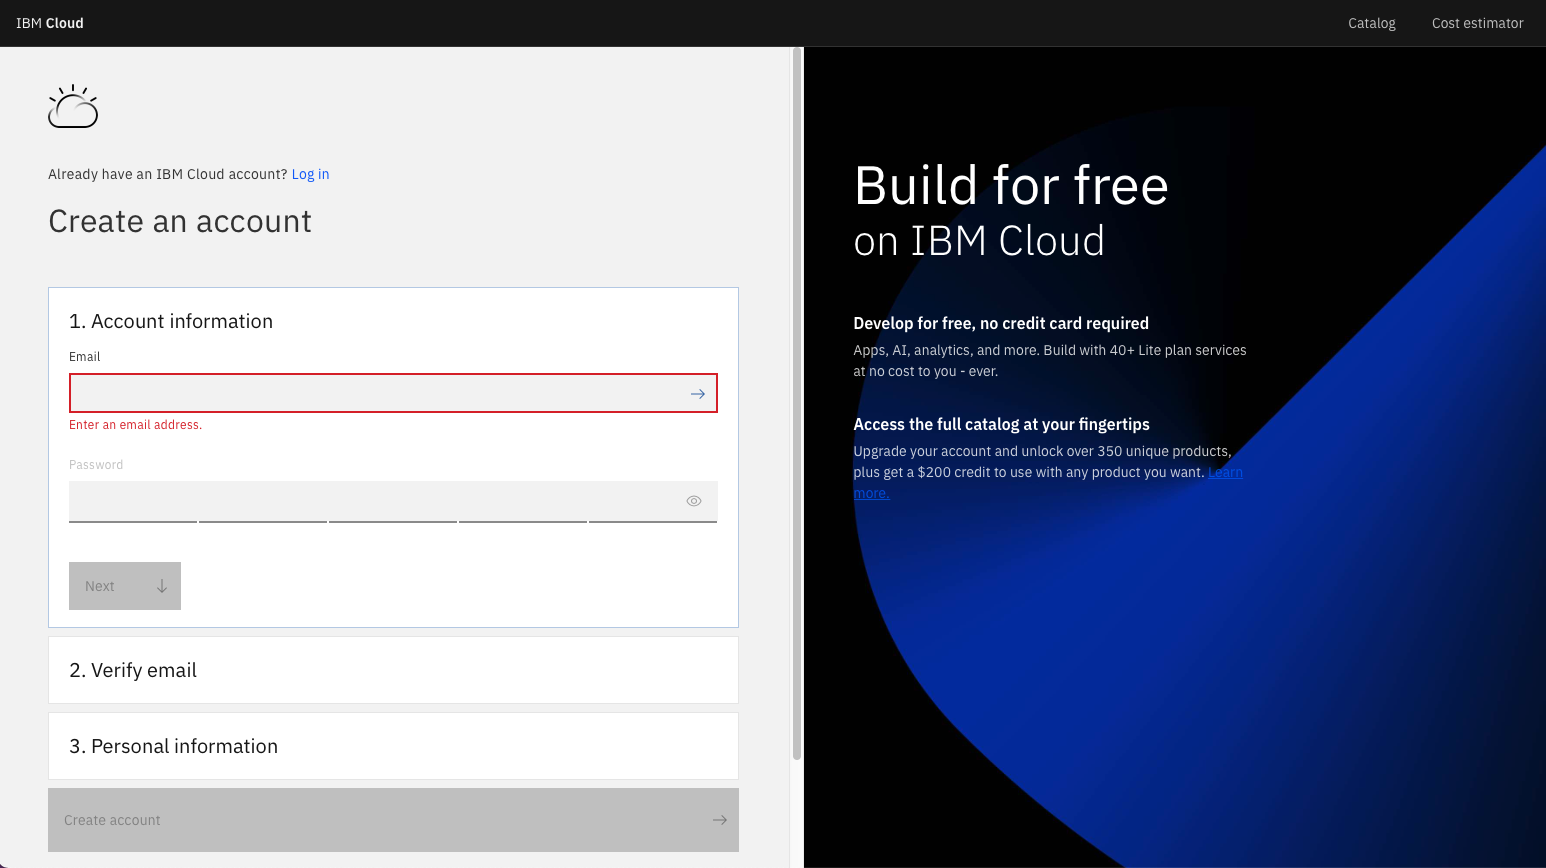 IBM Cloud
Catalog
Cost estimator
Already have an IBM Cloud account? Log in
Create an account
1. Account information
Email
Enter an email address.
Password
Next
2. Verify email
3. Personal information
Create account
Build for free
on IBM Cloud
Develop for free, no credit card required
Apps, AI, analytics, and more. Build with 40+ Lite plan services
at no cost to you - ever.
Access the full catalog at your fingertips
Upgrade your account and unlock over 350 unique products,
plus get a $200 credit to use with any product you want. Learn
more.